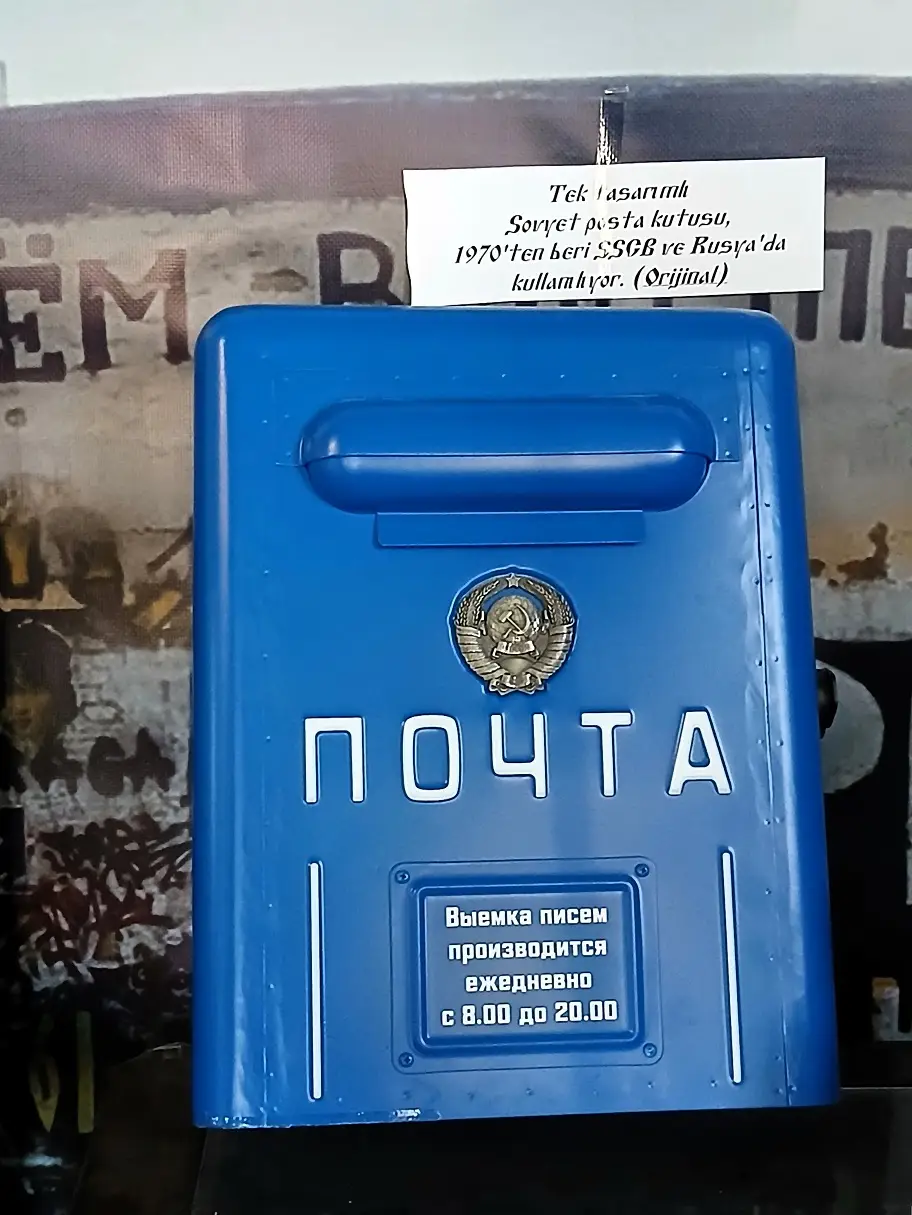 Tek tasarımlı
Sovyet posta kutusu,
1970'ten beri SSCB ve Rusya'da
kullanılıyor. (Orijinal)
ПОЧТА
Выемка писем
производится
ежедневно
с 8.00 до 20.00